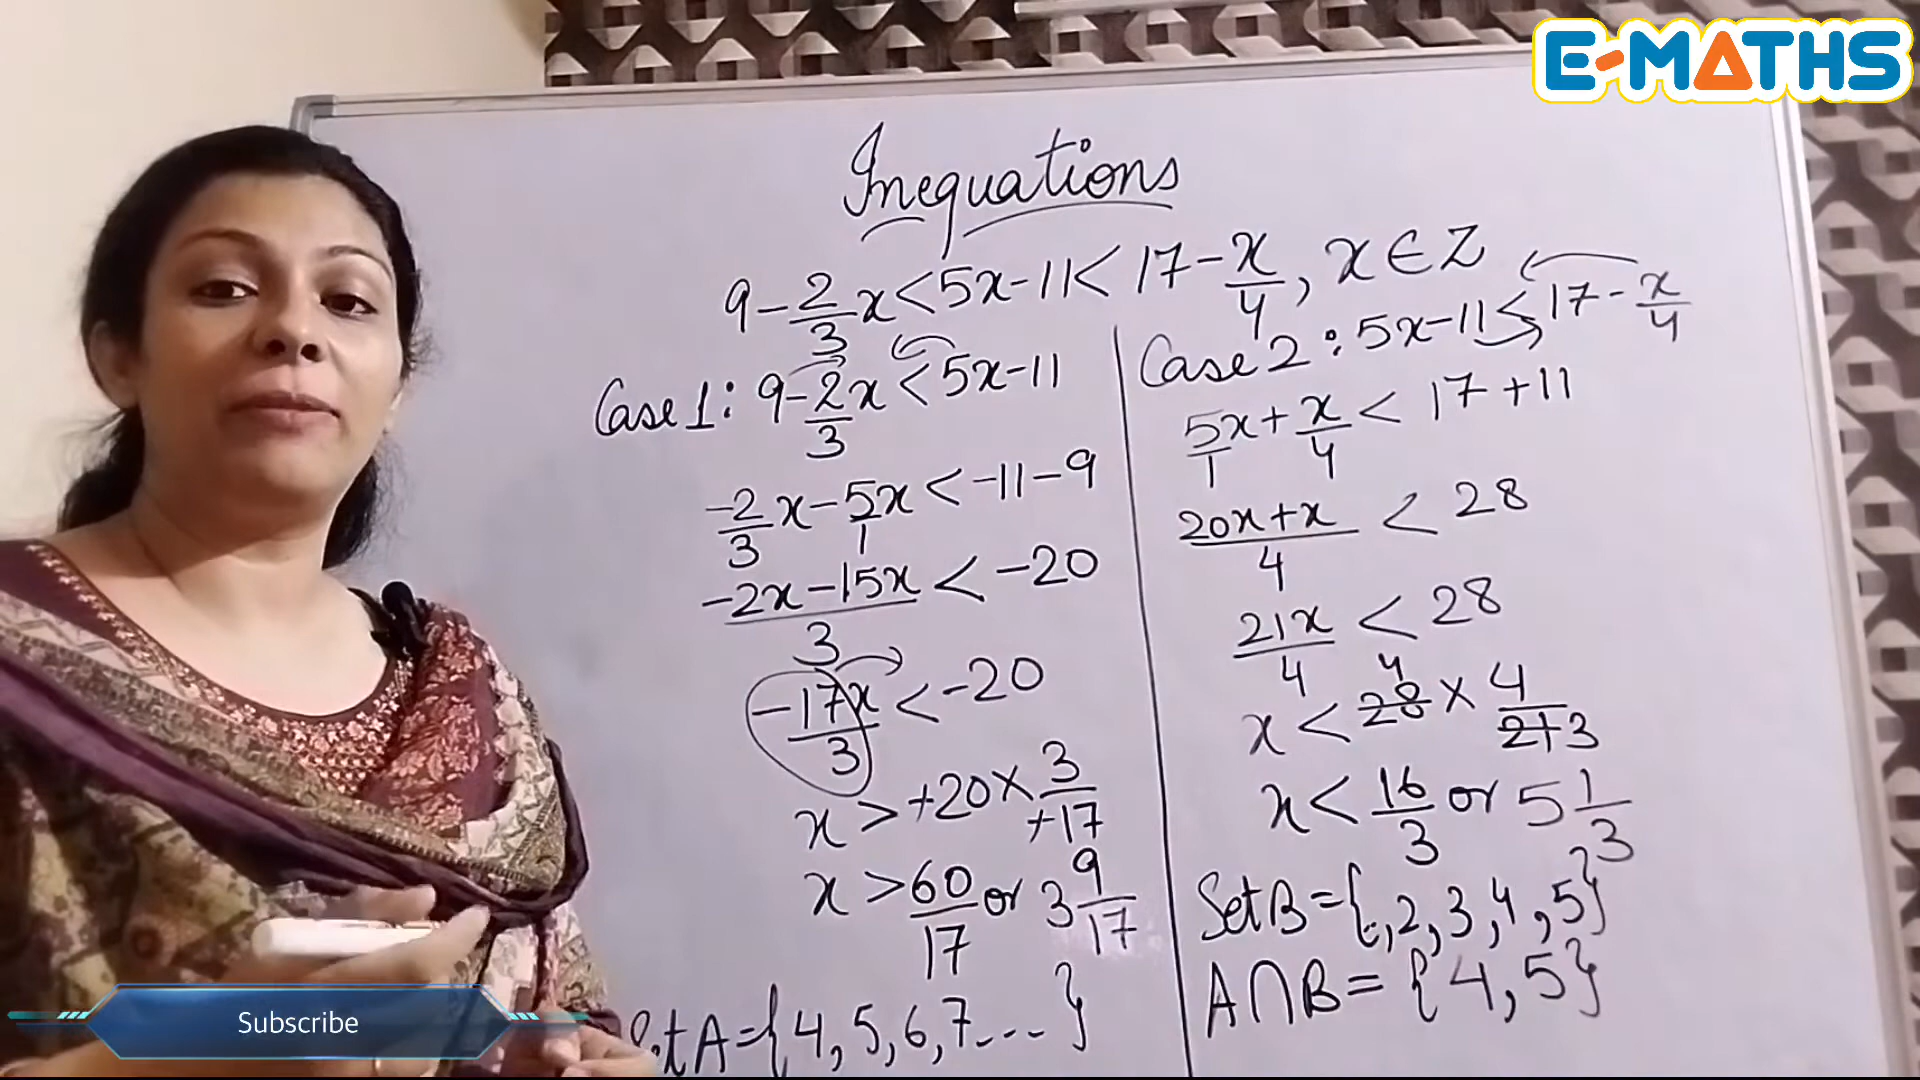 E-MATHS
Inequations
9 - 2/3 x < 5x - 11 < 17 - x/4, x ∈ Z
Case 1: 9 - 2/3 x < 5x - 11
-2/3 x - 5/1 x < -11 - 9
-2x - 15x / 3 < -20
-17x / 3 < -20
x > +20 × 3 / +17
x > 60/17 or 3 9/17
Set A = {4, 5, 6, 7 ... }
Case 2: 5x - 11 < 17 - x/4
5x/1 + x/4 < 17 + 11
20x + x / 4 < 28
21x / 4 < 28
x < 28 4 × 4 / 21 3
x < 16/3 or 5 1/3
Set B = {.., 2, 3, 4, 5}
A ∩ B = {4, 5}
Subscribe